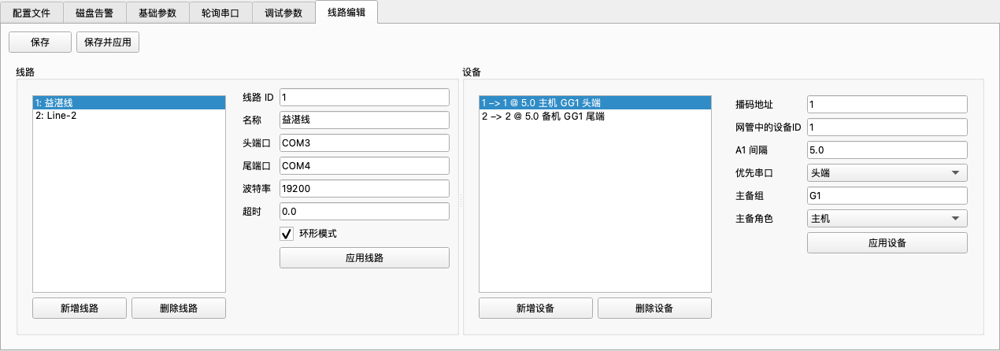 配置文件 磁盘告警 基础参数 轮询串口 调试参数 线路编辑
保存 保存并应用
线路
1: 益湛线
2: Line-2
新增线路 删除线路
线路 ID 1
名称 益湛线
头端口 COM3
尾端口 COM4
波特率 19200
超时 0.0
环形模式
应用线路
设备
1 –> 1 @ 5.0 主机 GG1 头端
2 –> 2 @ 5.0 备机 GG1 尾端
新增设备 删除设备
播码地址 1
网管中的设备ID 1
A1 间隔 5.0
优先串口 头端
主备组 G1
主备角色 主机
应用设备